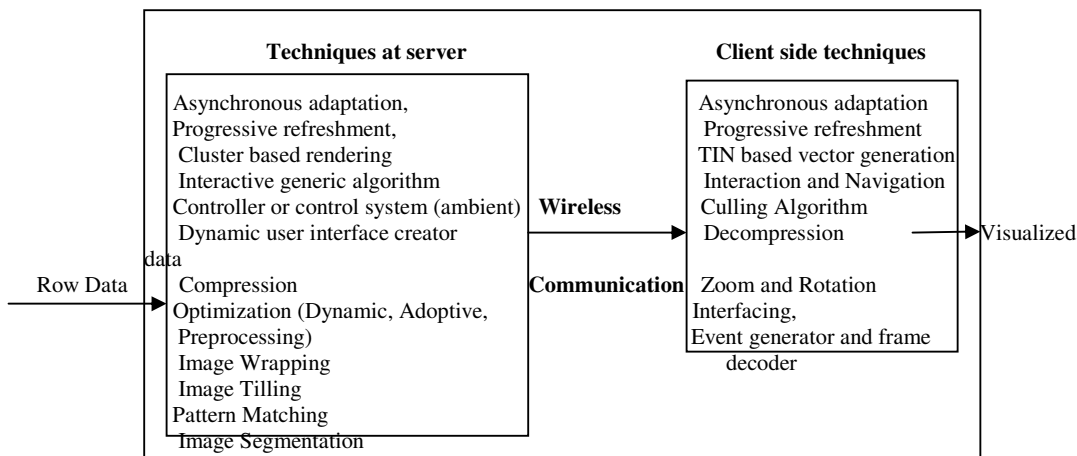 Techniques at server
Asynchronous adaptation,
Progressive refreshment,
Cluster based rendering
Interactive generic algorithm
Controller or control system (ambient)
Dynamic user interface creator
data
Row Data
Compression
Optimization (Dynamic, Adoptive,
Preprocessing)
Image Wrapping
Image Tilling
Pattern Matching
Image Segmentation
Wireless
Communication
Client side techniques
Asynchronous adaptation
Progressive refreshment
TIN based vector generation
Interaction and Navigation
Culling Algorithm
Decompression
Zoom and Rotation
Interfacing,
Event generator and frame
decoder
Visualized